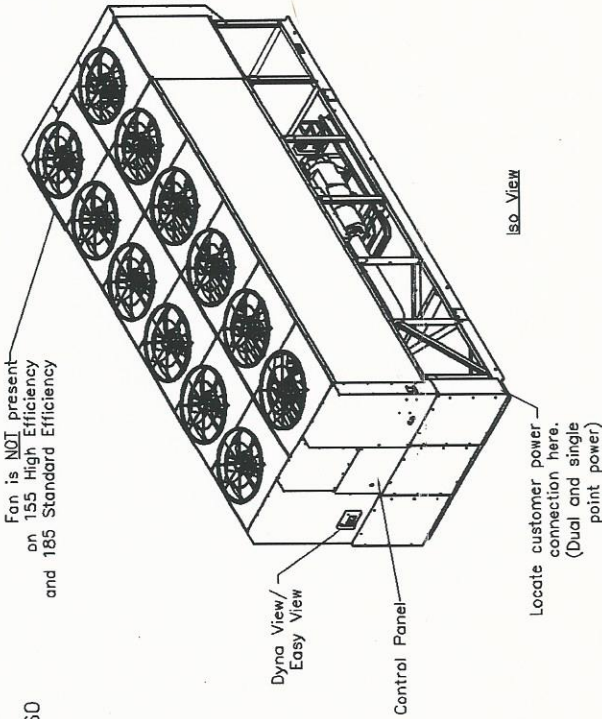 Fan is NOT present
on 155 High Efficiency
and 185 Standard Efficiency
Dyna View/
Easy View
Control Panel
Iso View
Locate customer power
connection here.
(Dual and single
point power)